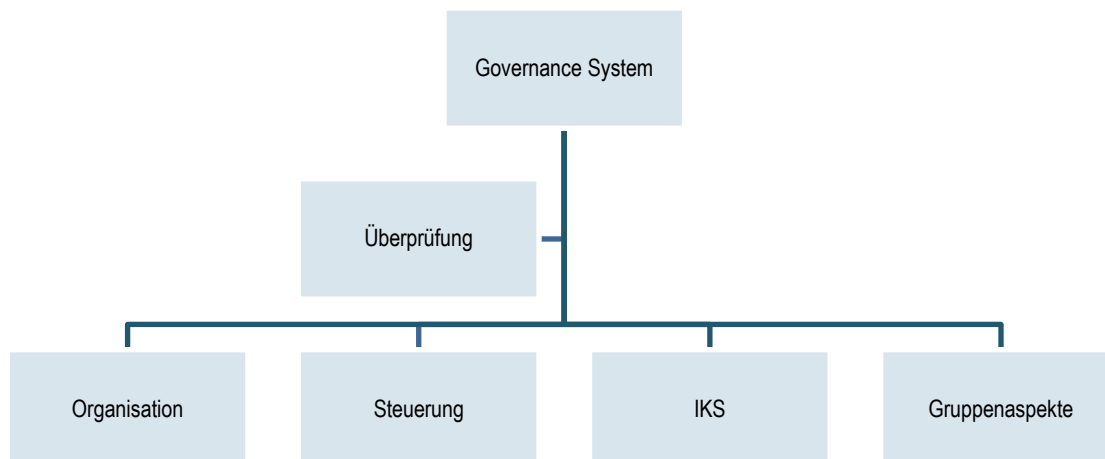 Governance System
Überprüfung
Organisation
Steuerung
IKS
Gruppenaspekte